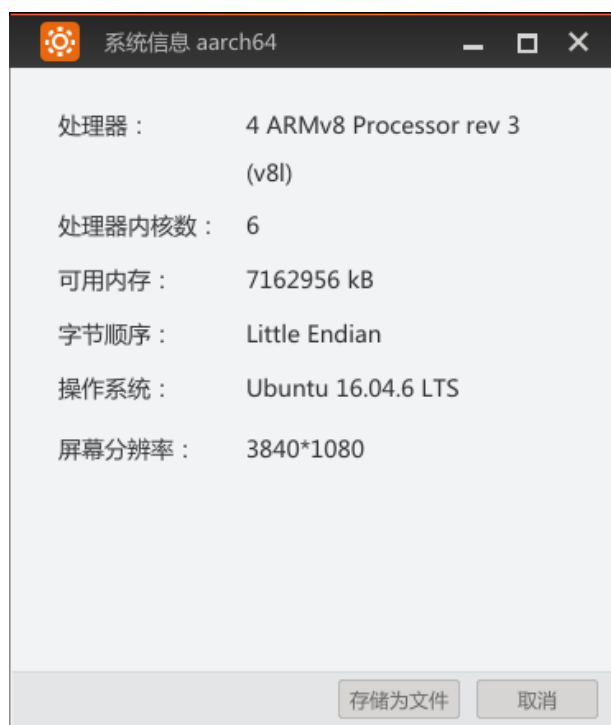 系统信息 aarch64
处理器： 4 ARMv8 Processor rev 3
(v8l)
处理器内核数： 6
可用内存： 7162956 kB
字节顺序： Little Endian
操作系统： Ubuntu 16.04.6 LTS
屏幕分辨率： 3840*1080
存储为文件 取消